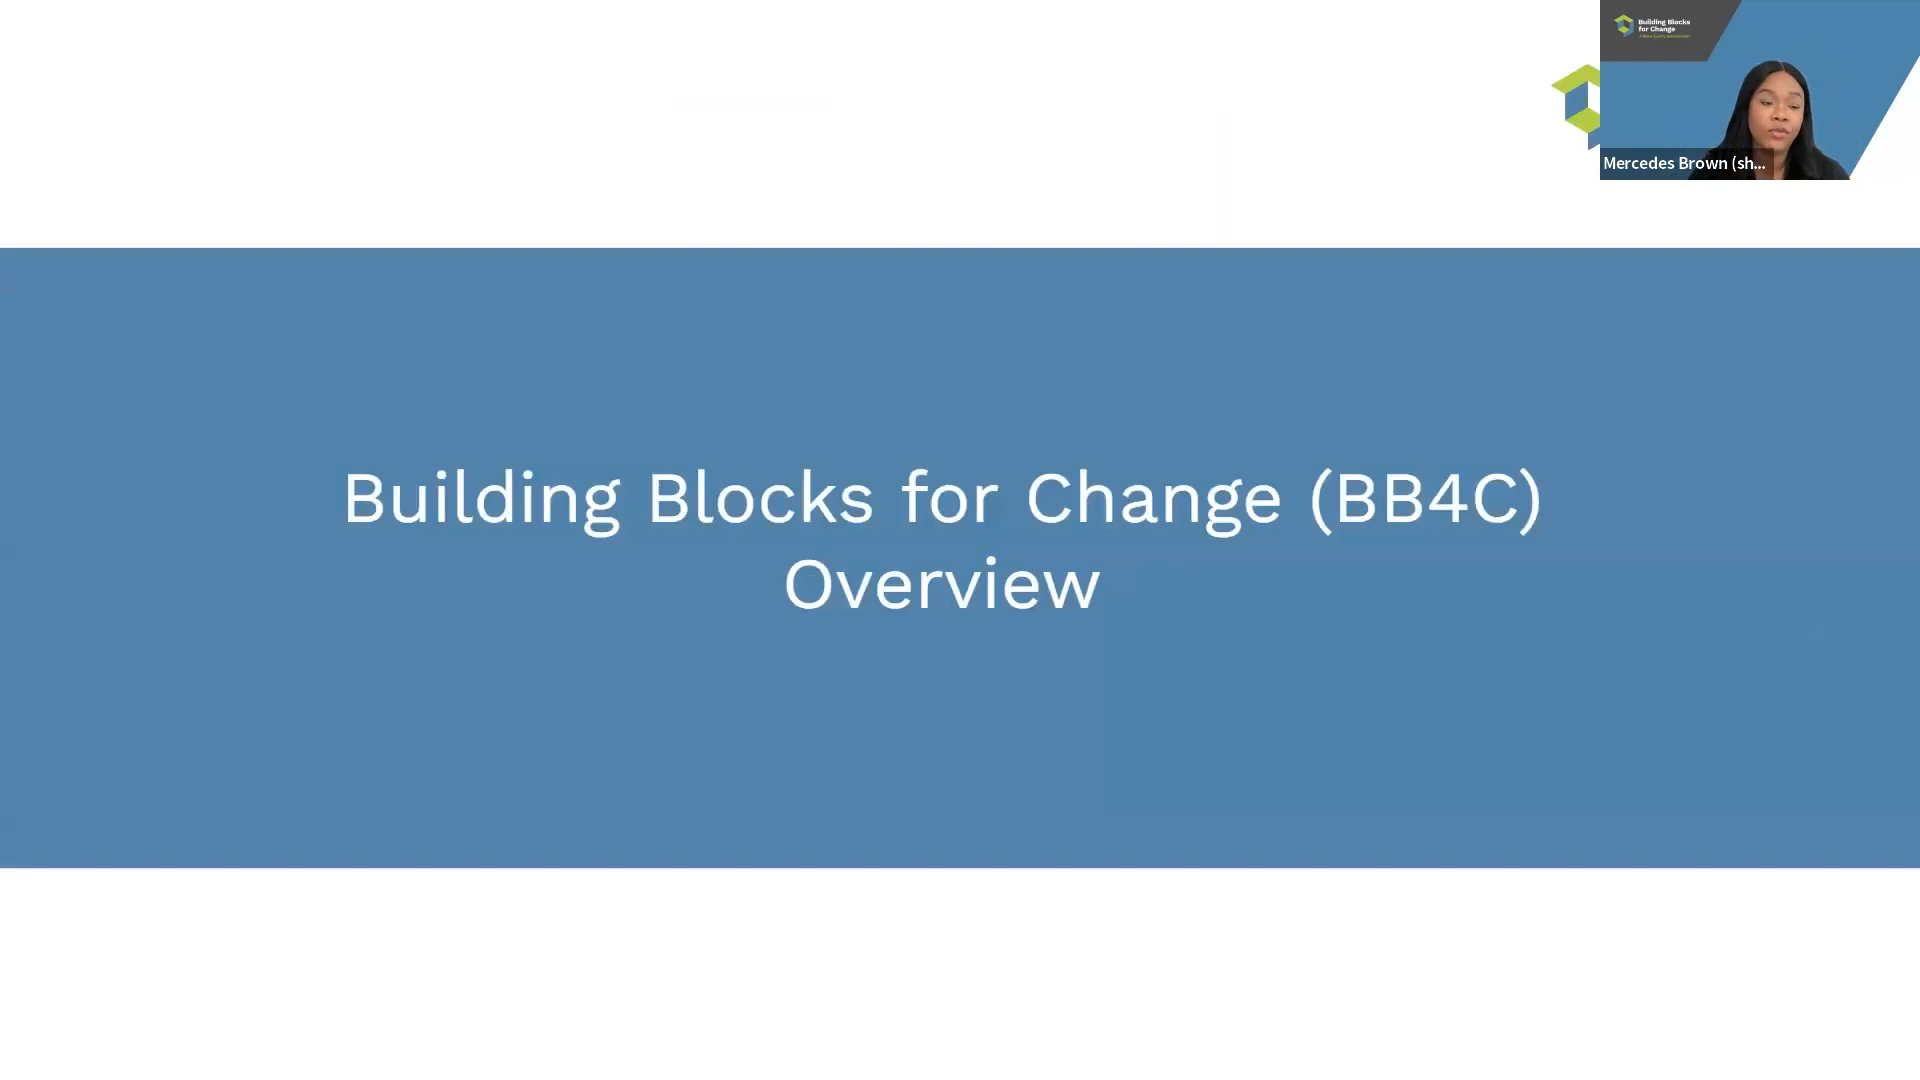 Building Blocks
for Change
Mercedes Brown (sh...
Building Blocks for Change (BB4C)
Overview